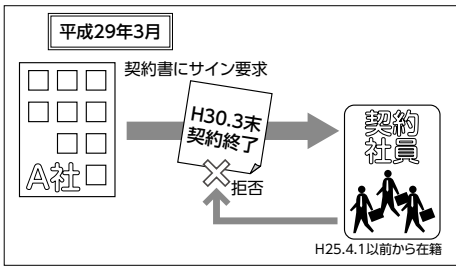 平成29年3月
契約書にサイン要求
H30.3末
契約終了
A社
拒否
契約
社員
H25.4.1以前から在籍